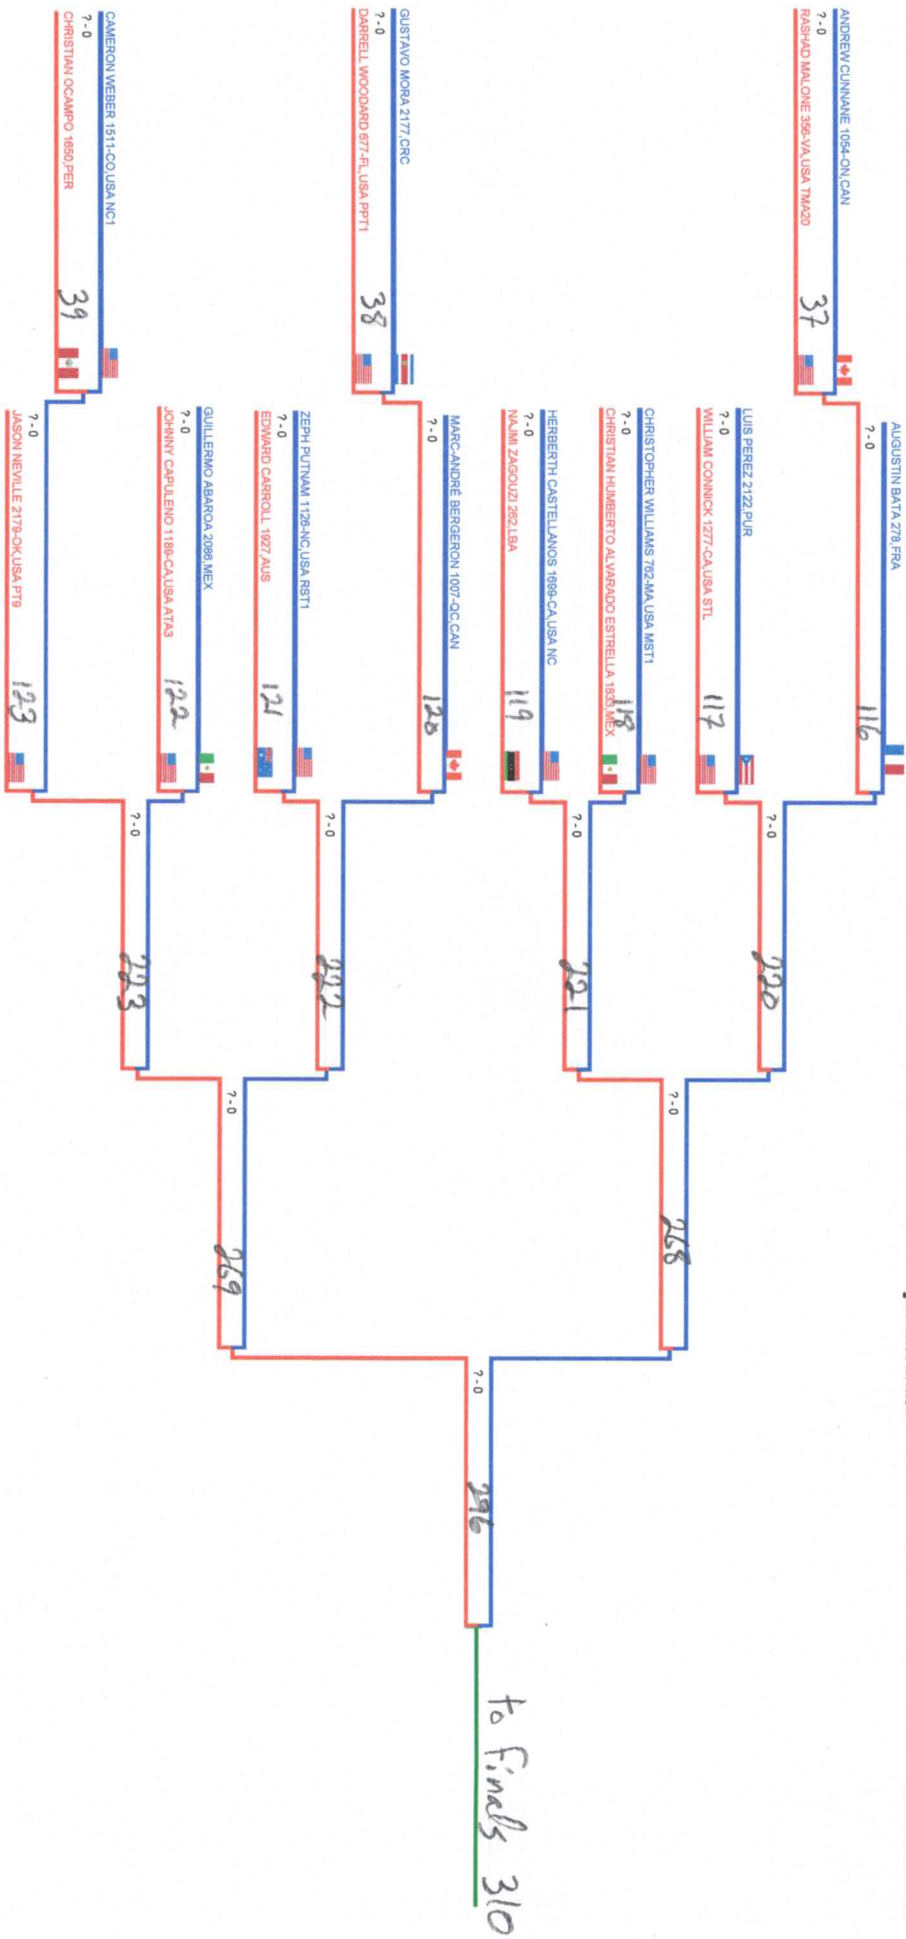 ANDREW CUNNANE 1054-ON,CAN
?-0
37
RASHAD MALONE 356-VA,USA TMA20
GUSTAVO MORA 2177,CRC
?-0
38
DARRELL WOODARD 677-FL,USA PPT1
CAMERON WEBER 1511-CO,USA NC1
?-0
39
CHRISTIAN OCAMPO 1650,PER
AUGUSTIN BATA 278,FRA
?-0
116
LUIS PEREZ 2122,PUR
?-0
117
WILLIAM CONNICK 1277-CA,USA STL
CHRISTOPHER WILLIAMS 762-MA,USA MST1
?-0
118
CHRISTIAN HUMBERTO ALVARADO ESTRELLA 1833,MEX
HERBERTH CASTELLANOS 1699-CA,USA NC
?-0
119
NAJMI ZAGOUZI 262,LBA
MARC-ANDRÉ BERGERON 1007-QC,CAN
?-0
120
ZEPH PUTNAM 1126-NC,USA RST1
?-0
121
EDWARD CARROLL 1927,AUS
GUILLERMO ABAROA 2086,MEX
?-0
122
JOHNNY CAPULENO 1189-CA,USA ATA3
?-0
123
JASON NEVILLE 2179-OK,USA PT9
?-0
220
?-0
221
?-0
222
?-0
223
?-0
268
?-0
269
?-0
296
to finals 310